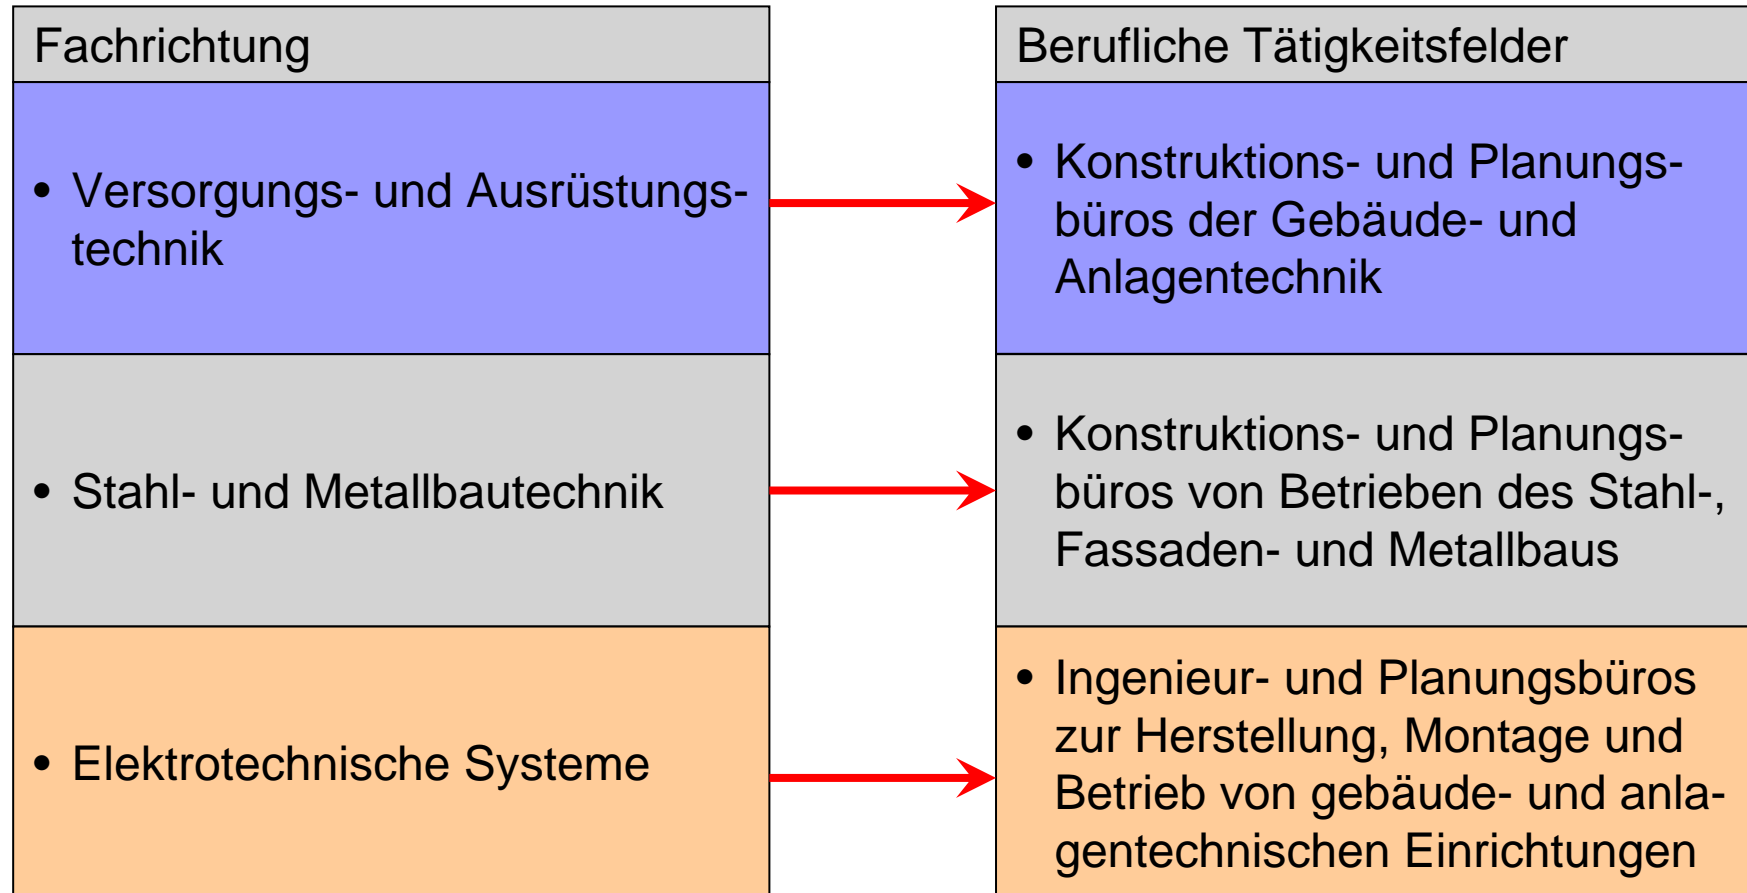 Fachrichtung
• Versorgungs- und Ausrüstungs-
technik
• Stahl- und Metallbautechnik
• Elektrotechnische Systeme
Berufliche Tätigkeitsfelder
• Konstruktions- und Planungs-
büros der Gebäude- und
Anlagentechnik
• Konstruktions- und Planungs-
büros von Betrieben des Stahl-,
Fassaden- und Metallbaus
• Ingenieur- und Planungsbüros
zur Herstellung, Montage und
Betrieb von gebäude- und anla-
gentechnischen Einrichtungen